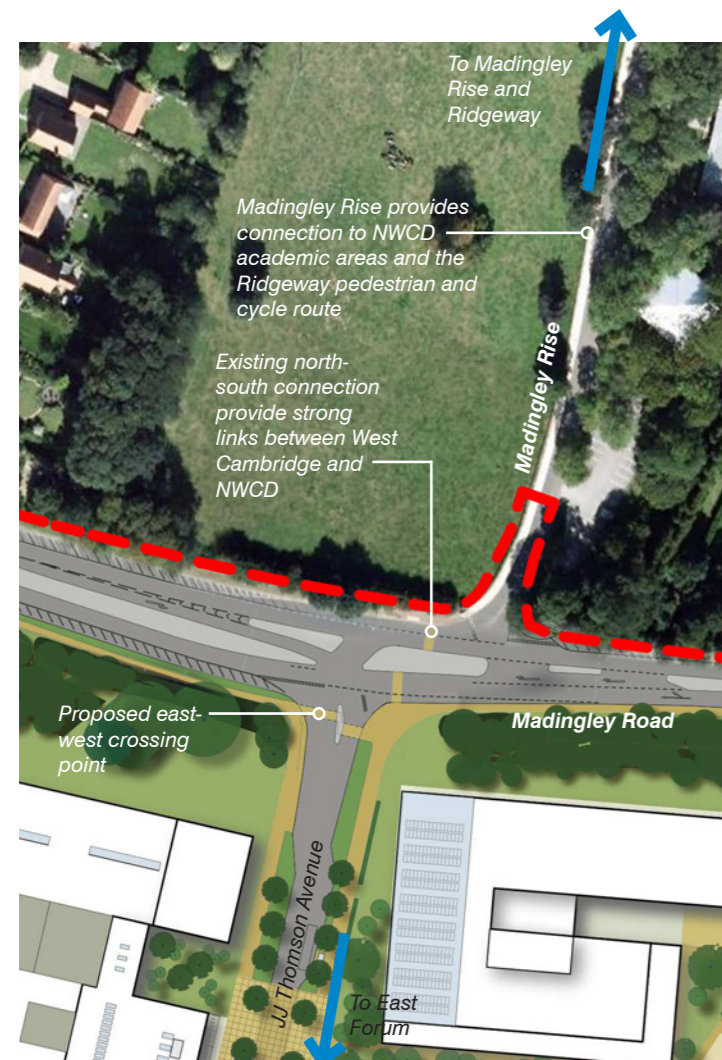 To Madingley
Rise and
Ridgeway
Madingley Rise provides
connection to NWCD
academic areas and the
Ridgeway pedestrian and
cycle route
Madingley Rise
Existing north-
south connection
provide strong
links between West
Cambridge and
NWCD
Proposed east-
west crossing
point
Madingley Road
JJ Thomson Avenue
To East
Forum